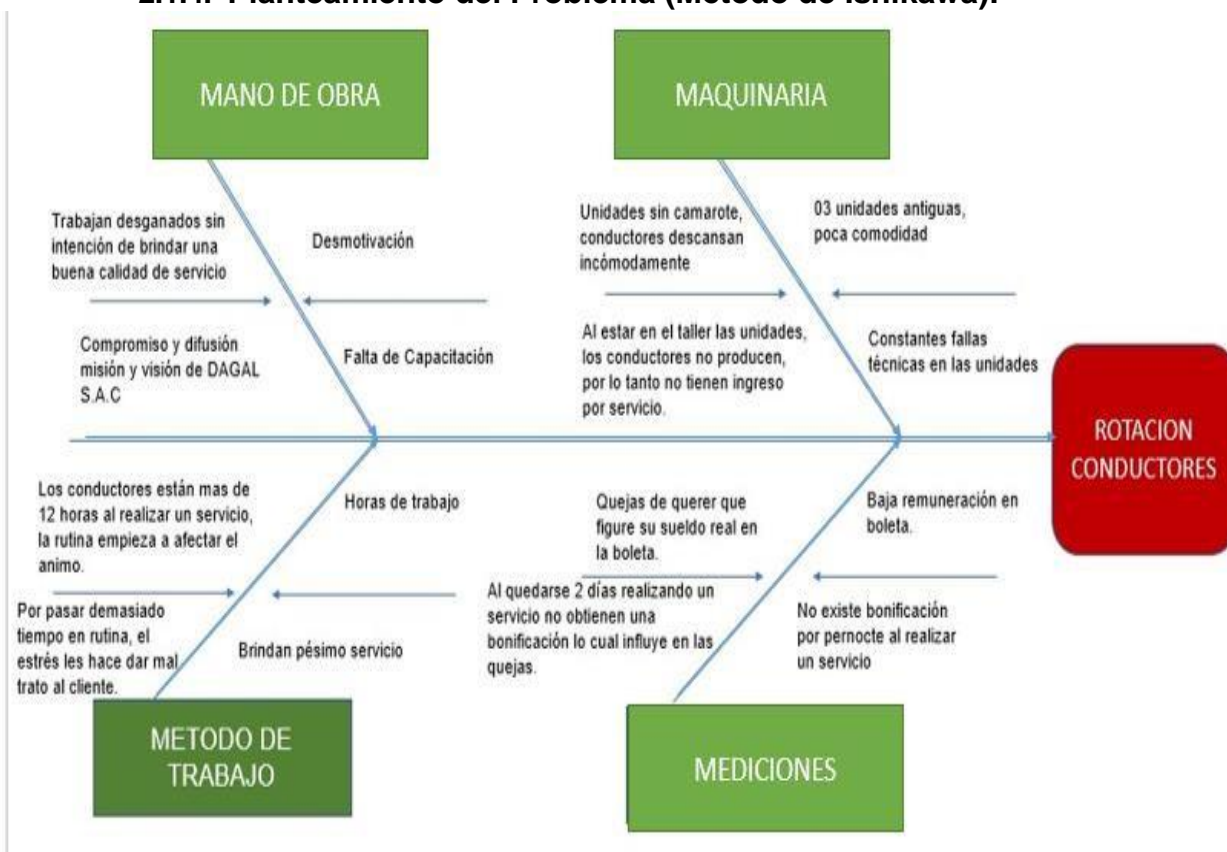 Planteamiento del Problema (Método de Ishikawa).
MANO DE OBRA
MAQUINARIA
Trabajan desganados sin
intención de brindar una
buena calidad de servicio
Desmotivación
Unidades sin camarote,
conductores descansan
incómodamente
03 unidades antiguas,
poca comodidad
Compromiso y difusión
misión y visión de DAGAL
S.A.C
Falta de Capacitación
Al estar en el taller las unidades,
los conductores no producen,
por lo tanto no tienen ingreso
por servicio.
Constantes fallas
técnicas en las unidades
ROTACION
CONDUCTORES
Los conductores están mas de
12 horas al realizar un servicio,
la rutina empieza a afectar el
animo.
Horas de trabajo
Quejas de querer que
figure su sueldo real en
la boleta.
Baja remuneración en
boleta.
Por pasar demasiado
tiempo en rutina, el
estrés les hace dar mal
trato al cliente.
Brindan pésimo servicio
Al quedarse 2 días realizando un
servicio no obtienen una
bonificación lo cual influye en las
quejas.
No existe bonificación
por pernocte al realizar
un servicio
METODO DE
TRABAJO
MEDICIONES